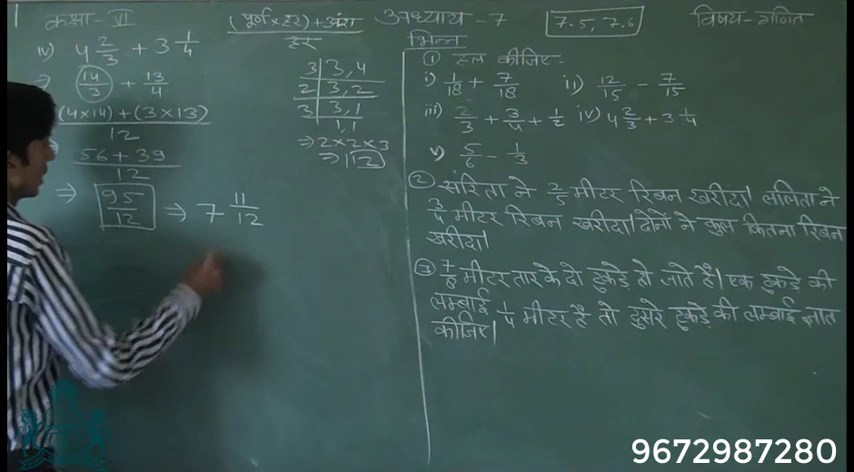 कक्षा - VI
(पूर्ण × हर) + अंश
हर
अध्याय - 7
7.5, 7.6
विषय - गणित
भिन्न
iv) 4 2/3 + 3 1/4
⇒ 14/3 + 13/4
(4×14) + (3×13)
12
56 + 39
12
⇒ 95/12 ⇒ 7 11/12
3 | 3, 4
2 | 3, 2
3 | 3, 1
1, 1
⇒ 2×2×3
⇒ 12
① हल कीजिए-
i) 1/18 + 7/18 ii) 12/15 - 7/15
iii) 2/3 + 3/4 + 1/2 iv) 4 2/3 + 3 1/4
v) 5/6 - 1/3
② सरिता ने 2/5 मीटर रिबन खरीदा। ललिता ने
3/4 मीटर रिबन खरीदा। दोनों ने कुल कितना रिबन
खरीदा।
③ 7/8 मीटर तार के दो टुकडे हो जाते है। एक टुकडे की
लम्बाई 1/4 मीटर है तो दुसरे टुकडे की लम्बाई ज्ञात
कीजिए।
9672987280